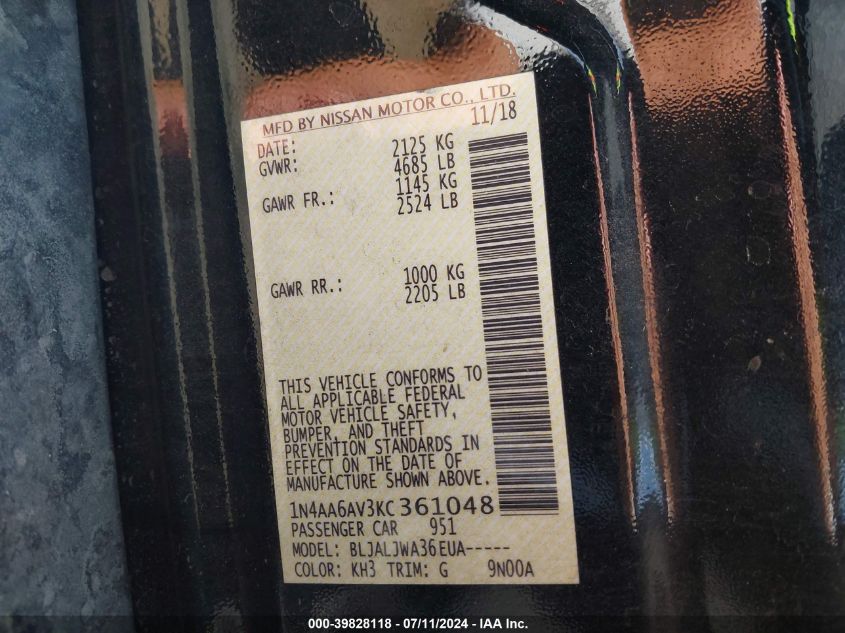 MFD BY NISSAN MOTOR CO., LTD.
DATE: 11/18
GVWR: 2125 KG
4685 LB
GAWR FR.: 1145 KG
2524 LB
GAWR RR.: 1000 KG
2205 LB
THIS VEHICLE CONFORMS TO
ALL APPLICABLE FEDERAL
MOTOR VEHICLE SAFETY,
BUMPER, AND THEFT
PREVENTION STANDARDS IN
EFFECT ON THE DATE OF
MANUFACTURE SHOWN ABOVE.
1N4AA6AV3KC361048
PASSENGER CAR 951
MODEL: BLJALJWA36EUA-----
COLOR: KH3 TRIM: G 9N00A
000-39828118 - 07/11/2024 - IAA Inc.